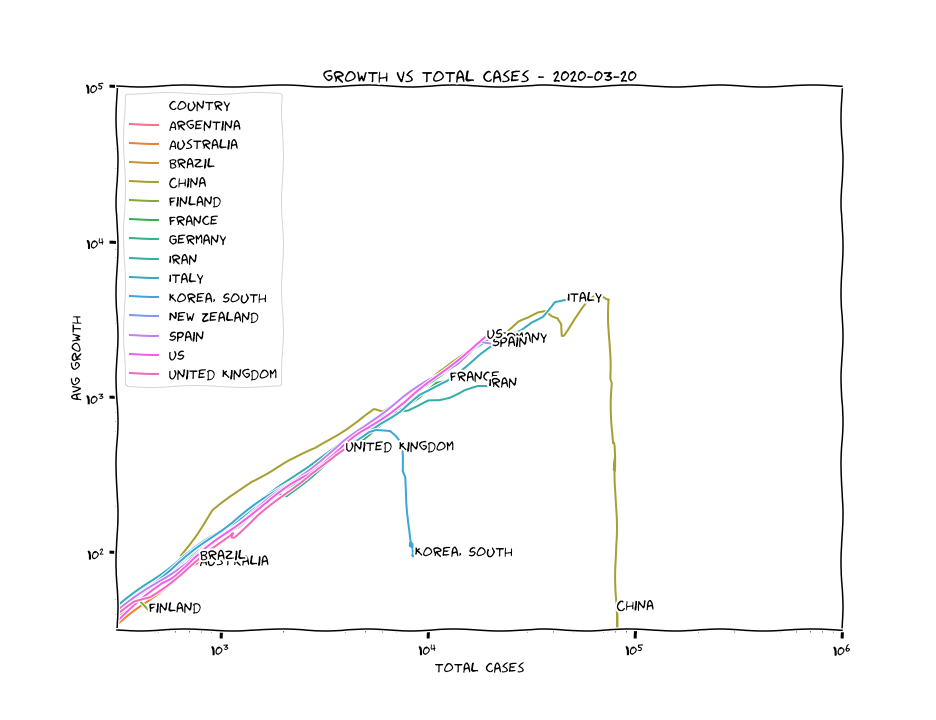 GROWTH VS TOTAL CASES - 2020-03-20
10⁵
10⁴
10³
10²
AVG GROWTH
COUNTRY
ARGENTINA
AUSTRALIA
BRAZIL
CHINA
FINLAND
FRANCE
GERMANY
IRAN
ITALY
KOREA, SOUTH
NEW ZEALAND
SPAIN
US
UNITED KINGDOM
ITALY
US
GERMANY
SPAIN
FRANCE
IRAN
UNITED KINGDOM
KOREA, SOUTH
BRAZIL
AUSTRALIA
FINLAND
CHINA
10³ 10⁴ 10⁵ 10⁶
TOTAL CASES